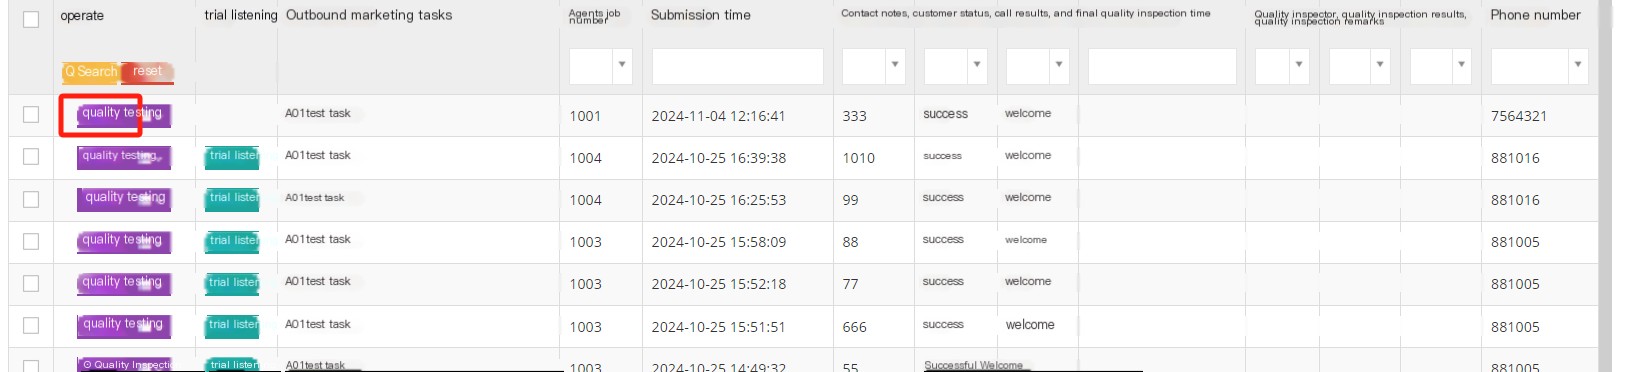 operate trial listening Outbound marketing tasks Agents job number Submission time Contact notes, customer status, call results, and final quality inspection time Quality inspector, quality inspection results, quality inspection remarks Phone number
Q Search reset
quality testing A01test task 1001 2024-11-04 12:16:41 333 success welcome 7564321
quality testing trial listen A01test task 1004 2024-10-25 16:39:38 1010 success welcome 881016
quality testing trial listen A01test task 1004 2024-10-25 16:25:53 99 success welcome 881016
quality testing trial listen A01test task 1003 2024-10-25 15:58:09 88 success welcome 881005
quality testing trial listen A01test task 1003 2024-10-25 15:52:18 77 success welcome 881005
quality testing trial listen A01test task 1003 2024-10-25 15:51:51 666 success welcome 881005
Quality Inspecti trial listen A01test task 1003 2024-10-25 14:49:32 55 Successful Welcome 881005